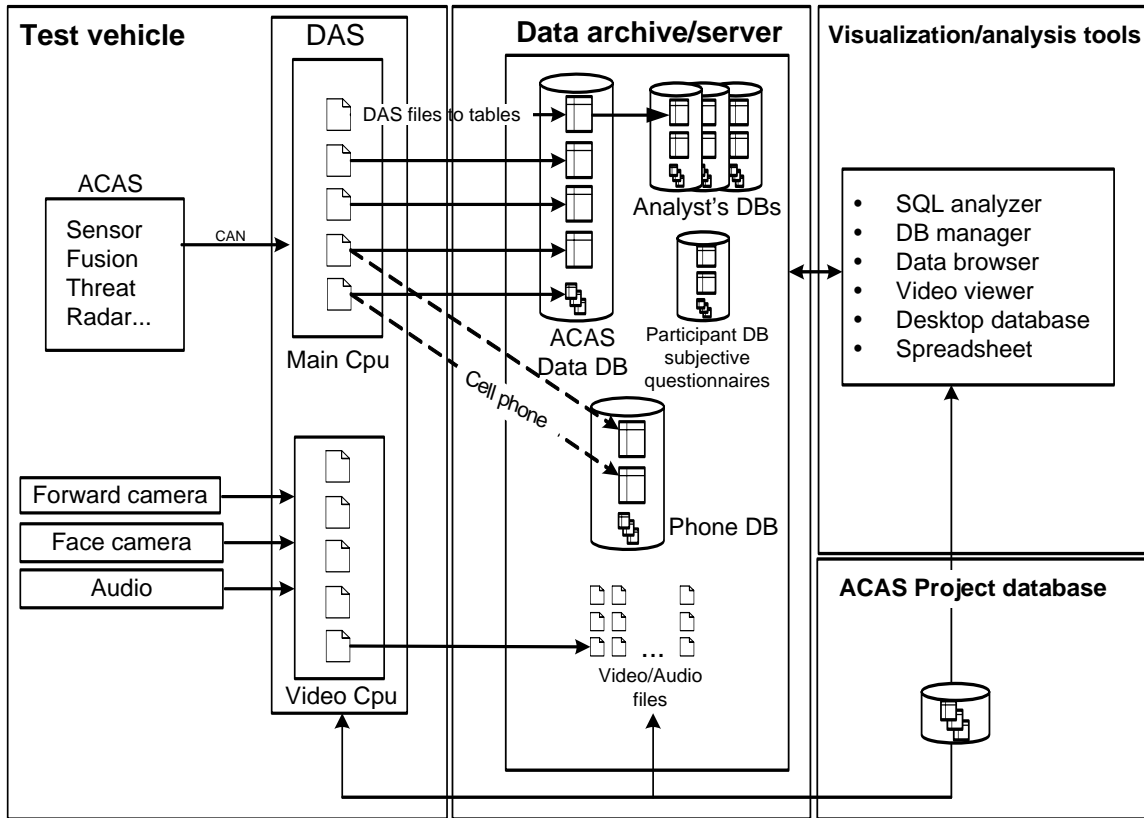 Test vehicle
DAS
ACAS
Sensor
Fusion
Threat
Radar...
CAN
Main Cpu
Forward camera
Face camera
Audio
Video Cpu
Data archive/server
DAS files to tables
Analyst's DBs
ACAS
Data DB
Participant DB
subjective
questionnaires
Cell phone
Phone DB
...
Video/Audio
files
Visualization/analysis tools
• SQL analyzer
• DB manager
• Data browser
• Video viewer
• Desktop database
• Spreadsheet
ACAS Project database